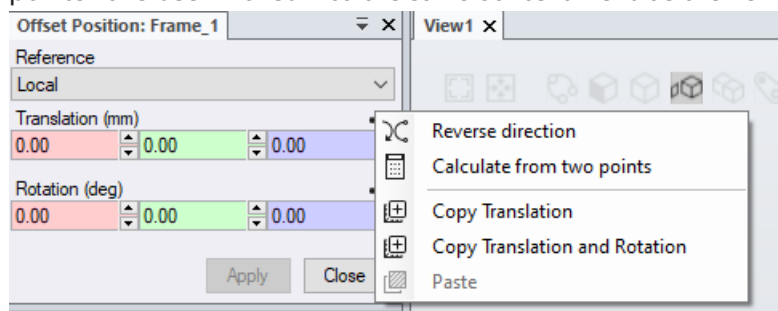 Offset Position: Frame_1
View1
Reference
Local
Translation (mm)
0.00 0.00 0.00
Rotation (deg)
0.00 0.00 0.00
Apply Close
Reverse direction
Calculate from two points
Copy Translation
Copy Translation and Rotation
Paste